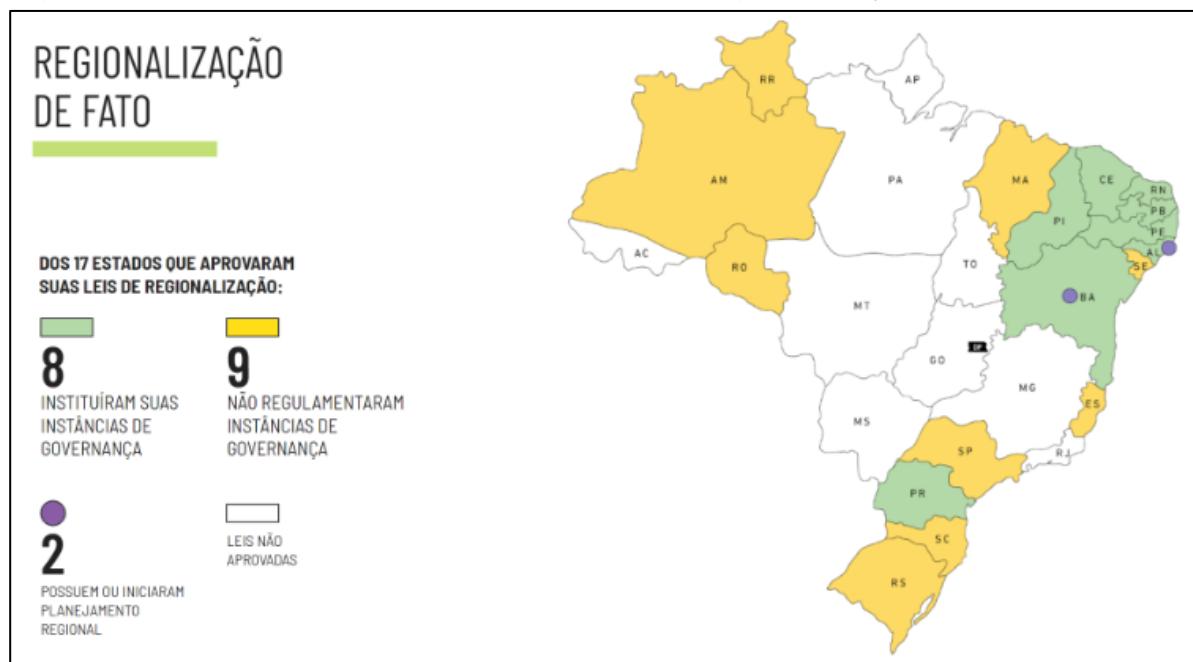 REGIONALIZAÇÃO
DE FATO
DOS 17 ESTADOS QUE APROVARAM
SUAS LEIS DE REGIONALIZAÇÃO:
8
INSTITUÍRAM SUAS
INSTÂNCIAS DE
GOVERNANÇA
9
NÃO REGULAMENTARAM
INSTÂNCIAS DE
GOVERNANÇA
2
POSSUEM OU INICIARAM
PLANEJAMENTO
REGIONAL
LEIS NÃO
APROVADAS
RR
AP
AM
PA
MA
CE
RN
PB
PE
PI
AL
SE
AC
RO
TO
BA
MT
GO
DF
MG
ES
MS
SP
RJ
PR
SC
RS